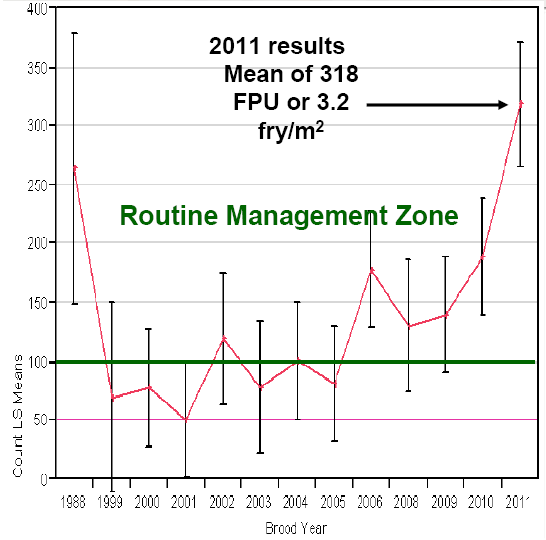 400
350
300
250
200
150
100
50
0
Count LS Means
2011 results
Mean of 318
FPU or 3.2
fry/m²
Routine Management Zone
1988 1999 2000 2001 2002 2003 2004 2005 2006 2008 2009 2010 2011
Brood Year